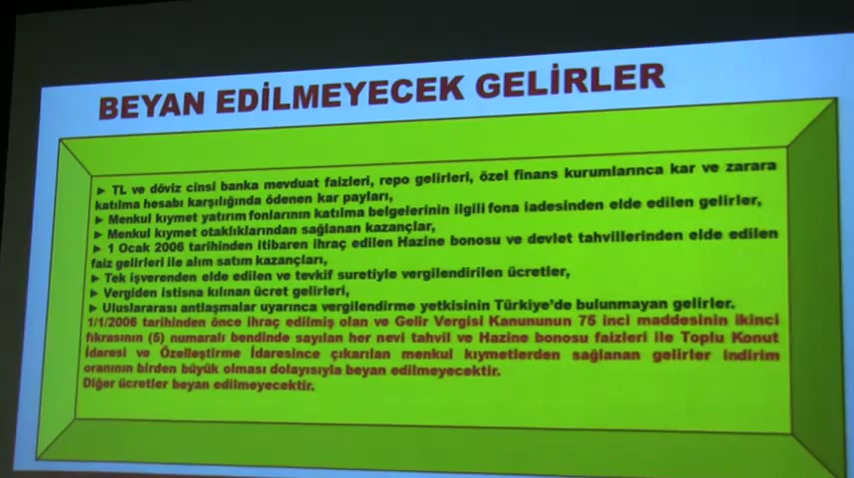 BEYAN EDİLMEYECEK GELİRLER
► TL ve döviz cinsi banka mevduat faizleri, repo gelirleri, özel finans kurumlarınca kar ve zarara
katılma hesabı karşılığında ödenen kar payları,
► Menkul kıymet yatırım fonlarının katılma belgelerinin ilgili fona iadesinden elde edilen gelirler,
► Menkul kıymet otaklıklarından sağlanan kazançlar,
► 1 Ocak 2006 tarihinden itibaren ihraç edilen Hazine bonosu ve devlet tahvillerinden elde edilen
faiz gelirleri ile alım satım kazançları,
► Tek işverenden elde edilen ve tevkif suretiyle vergilendirilen ücretler,
► Vergiden istisna kılınan ücret gelirleri,
► Uluslararası antlaşmalar uyarınca vergilendirme yetkisinin Türkiye'de bulunmayan gelirler.
1/1/2006 tarihinden önce ihraç edilmiş olan ve Gelir Vergisi Kanununun 75 inci maddesinin ikinci
fıkrasının (5) numaralı bendinde sayılan her nevi tahvil ve Hazine bonosu faizleri ile Toplu Konut
İdaresi ve Özelleştirme İdaresince çıkarılan menkul kıymetlerden sağlanan gelirler indirim
oranının birden büyük olması dolayısıyla beyan edilmeyecektir.
Diğer ücretler beyan edilmeyecektir.